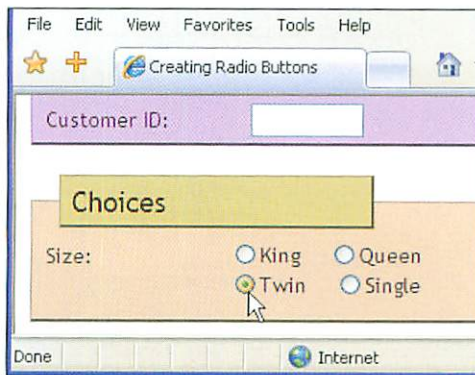 File Edit View Favorites Tools Help
Creating Radio Buttons
Customer ID:
Choices
Size: King Queen
Twin Single
Done Internet